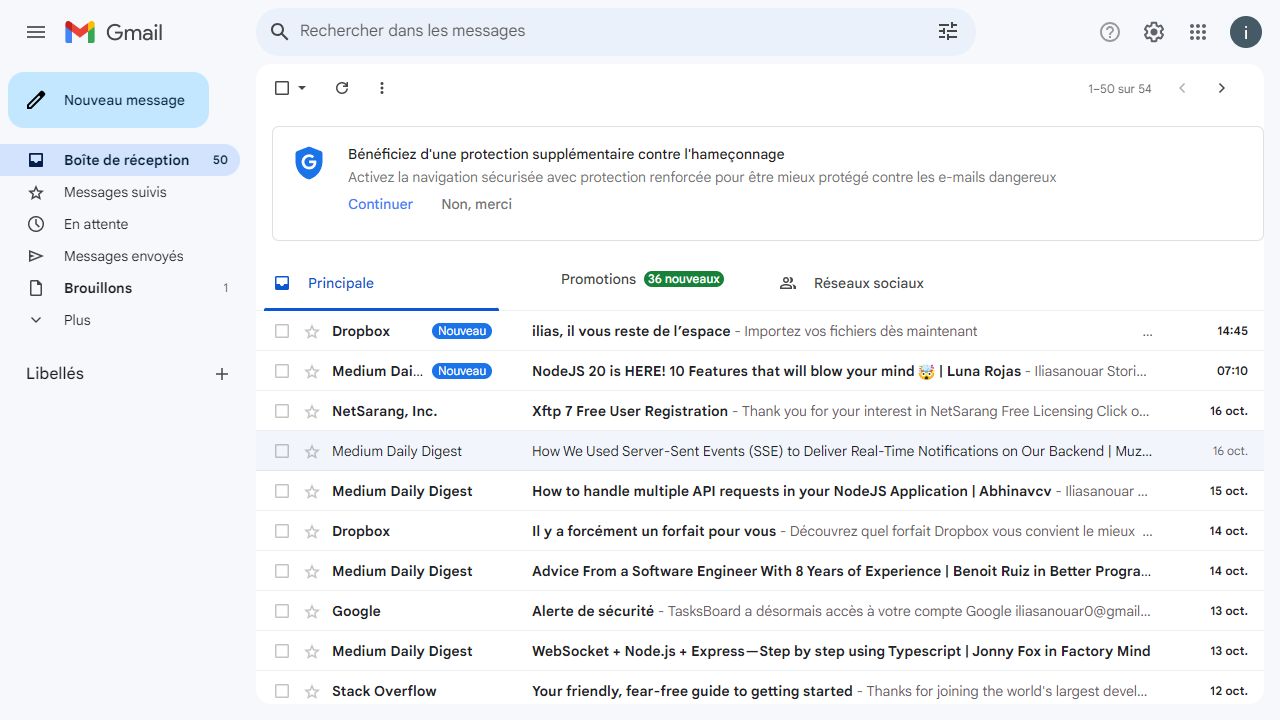 Gmail
Rechercher dans les messages
i
Nouveau message
1–50 sur 54
Boîte de réception 50
Messages suivis
En attente
Messages envoyés
Brouillons 1
Plus
Libellés
G
Bénéficiez d'une protection supplémentaire contre l'hameçonnage
Activez la navigation sécurisée avec protection renforcée pour être mieux protégé contre les e-mails dangereux
Continuer Non, merci
Principale Promotions 36 nouveaux Réseaux sociaux
Dropbox Nouveau ilias, il vous reste de l’espace - Importez vos fichiers dès maintenant ... 14:45
Medium Dai... Nouveau NodeJS 20 is HERE! 10 Features that will blow your mind 🤯 | Luna Rojas - Iliasanouar Stori... 07:10
NetSarang, Inc. Xftp 7 Free User Registration - Thank you for your interest in NetSarang Free Licensing Click o... 16 oct.
Medium Daily Digest How We Used Server-Sent Events (SSE) to Deliver Real-Time Notifications on Our Backend | Muz... 16 oct.
Medium Daily Digest How to handle multiple API requests in your NodeJS Application | Abhinavcv - Iliasanouar ... 15 oct.
Dropbox Il y a forcément un forfait pour vous - Découvrez quel forfait Dropbox vous convient le mieux ... 14 oct.
Medium Daily Digest Advice From a Software Engineer With 8 Years of Experience | Benoit Ruiz in Better Progra... 14 oct.
Google Alerte de sécurité - TasksBoard a désormais accès à votre compte Google iliasanouar0@gmail... 13 oct.
Medium Daily Digest WebSocket + Node.js + Express — Step by step using Typescript | Jonny Fox in Factory Mind 13 oct.
Stack Overflow Your friendly, fear-free guide to getting started - Thanks for joining the world's largest devel... 12 oct.